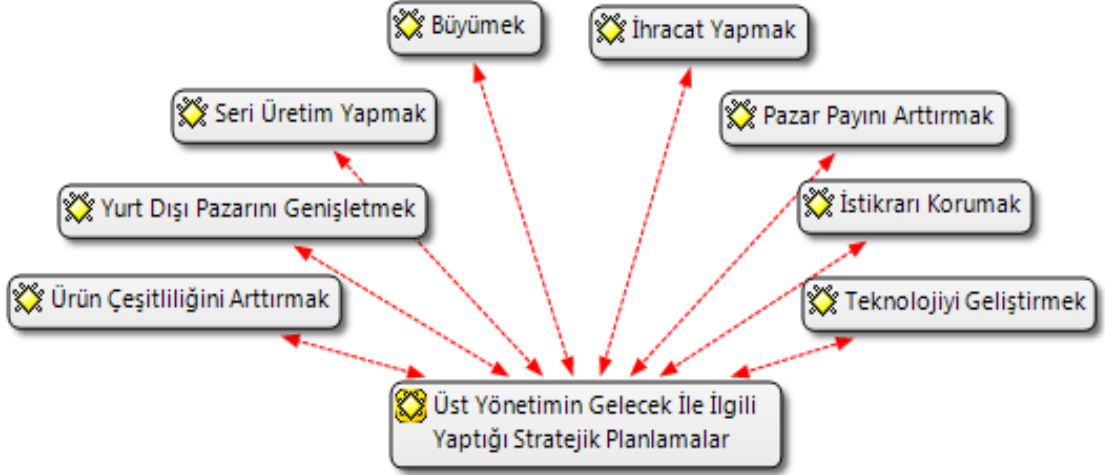 Büyümek
İhracat Yapmak
Seri Üretim Yapmak
Pazar Payını Arttırmak
Yurt Dışı Pazarını Genişletmek
İstikrarı Korumak
Ürün Çeşitliliğini Arttırmak
Teknolojiyi Geliştirmek
Üst Yönetimin Gelecek İle İlgili
Yaptığı Stratejik Planlamalar